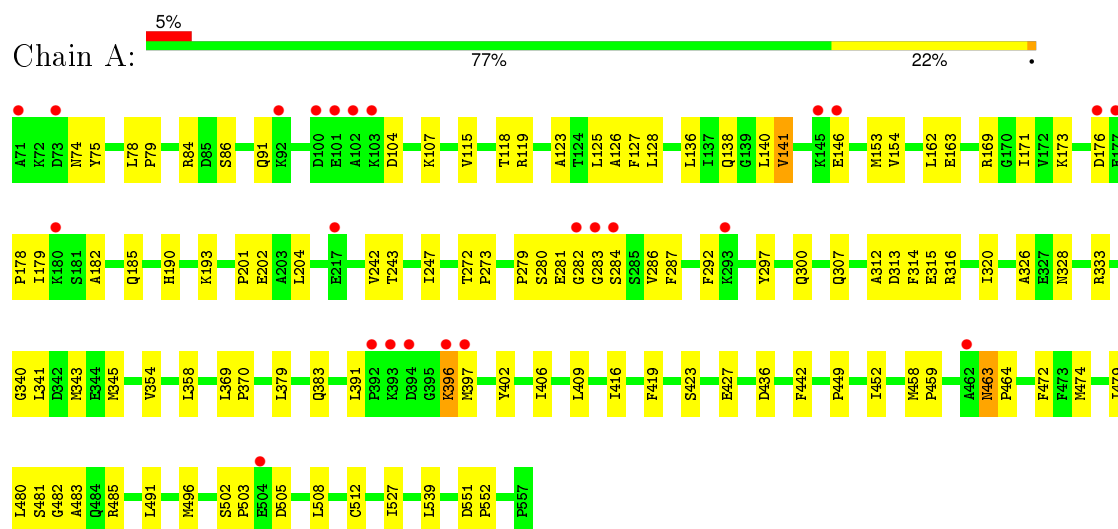 5%
Chain A:
77% 22% •
A71 K72 D73 N74 Y75 L78 P79 R84 D85 S86 Q91 K92 D100 E101 A102 K103 D104 K107 V115 T118 R119 A123 T124 L125 A126 F127 L128 L136 I137 Q138 G139 L140 V141 K145 E146 M153 V154 L162 E163 R169 G170 I171 V172 K173 D176
P178 I179 K180 S181 A182 Q185 H190 K193 P201 E202 A203 L204 E217 V242 T243 I247 T272 P273 P279 S280 E281 G282 G283 S284 S285 V286 F287 F292 K293 Y297 Q300 Q307 A312 D313 F314 E315 R316 I320 A326 E327 N328 R333
G340 L341 D342 M343 E344 M345 V354 L358 L369 P370 L379 Q383 L391 P392 K393 D394 G395 K396 M397 Y402 I406 L409 I416 F419 S423 E427 D436 F442 P449 I452 M458 P459 A462 N463 P464 F472 F473 M474
L480 S481 G482 A483 Q484 R485 L491 M496 S502 P503 E504 D505 L508 C512 I527 L539 D551 P552 P557